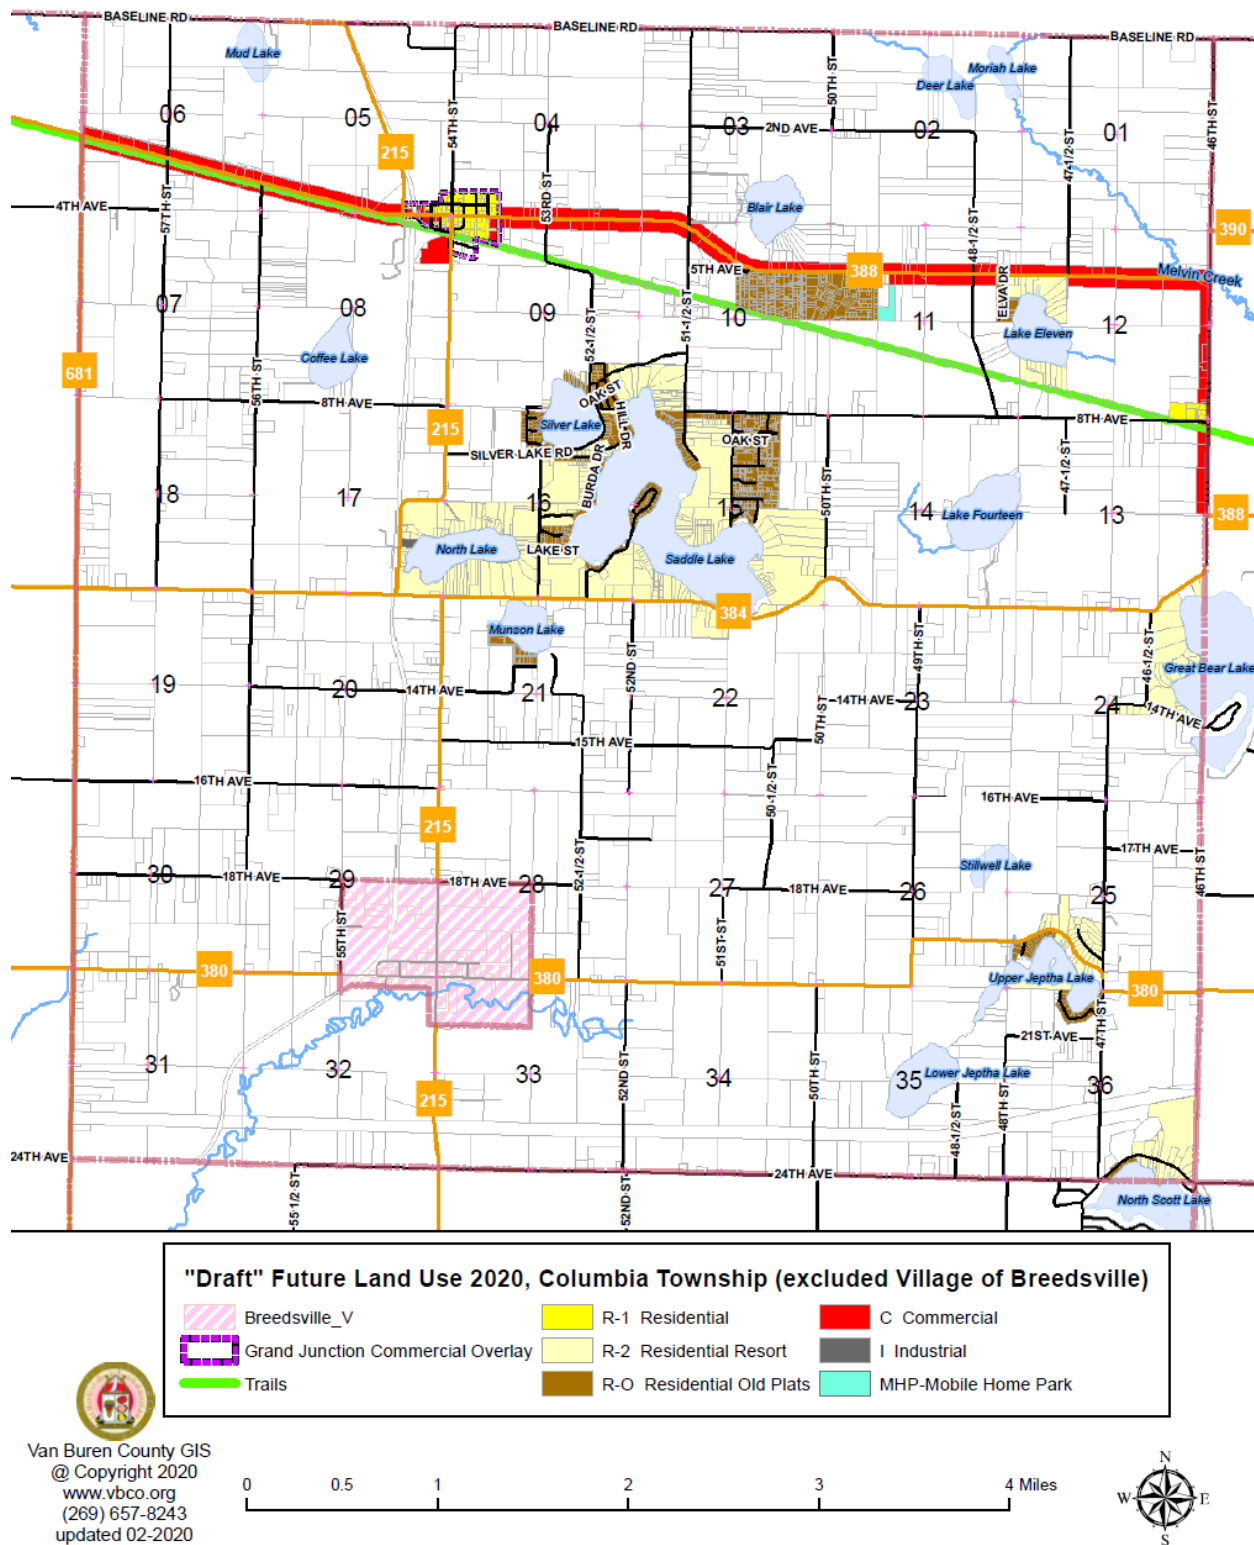 BASELINE RD
BASELINE RD
BASELINE RD
Mud Lake
54TH ST
50TH ST
Deer Lake
Moriah Lake
46TH ST
06
05
04
03
2ND AVE
02
01
215
47-1/2 ST
57TH ST
4TH AVE
53RD ST
Blair Lake
48-1/2 ST
390
5TH AVE
388
ELVA DR
Melvin Creek
07
08
09
52-1/2 ST
51-1/2 ST
10
11
Lake Eleven
12
Coffee Lake
681
56TH ST
8TH AVE
OAK ST
HILL DR
215
Silver Lake
OAK ST
8TH AVE
SILVER LAKE RD
BURDA DR
50TH ST
47-1/2 ST
18
17
16
15
14
Lake Fourteen
13
388
North Lake
LAKE ST
Saddle Lake
384
Munson Lake
52ND ST
49TH ST
46-1/2 ST
Great Bear Lake
19
20
14TH AVE
21
22
50TH ST
14TH AVE
23
24
14TH AVE
15TH AVE
16TH AVE
50-1/2 ST
16TH AVE
215
52-1/2 ST
Stillwell Lake
17TH AVE
46TH ST
30
18TH AVE
29
18TH AVE
28
27
18TH AVE
26
25
55TH ST
51ST ST
380
380
Upper Jeptha Lake
380
47TH ST
21ST AVE
31
32
33
52ND ST
34
50TH ST
35
Lower Jeptha Lake
36
215
48TH ST
48-1/2 ST
24TH AVE
24TH AVE
55 1/2 ST
52ND ST
North Scott Lake
"Draft" Future Land Use 2020, Columbia Township (excluded Village of Breedsville)
Breedsville_V
R-1 Residential
C Commercial
Grand Junction Commercial Overlay
R-2 Residential Resort
I Industrial
Trails
R-O Residential Old Plats
MHP-Mobile Home Park
Van Buren County GIS
@ Copyright 2020
www.vbco.org
(269) 657-8243
updated 02-2020
0 0.5 1 2 3 4 Miles
N
W E
S